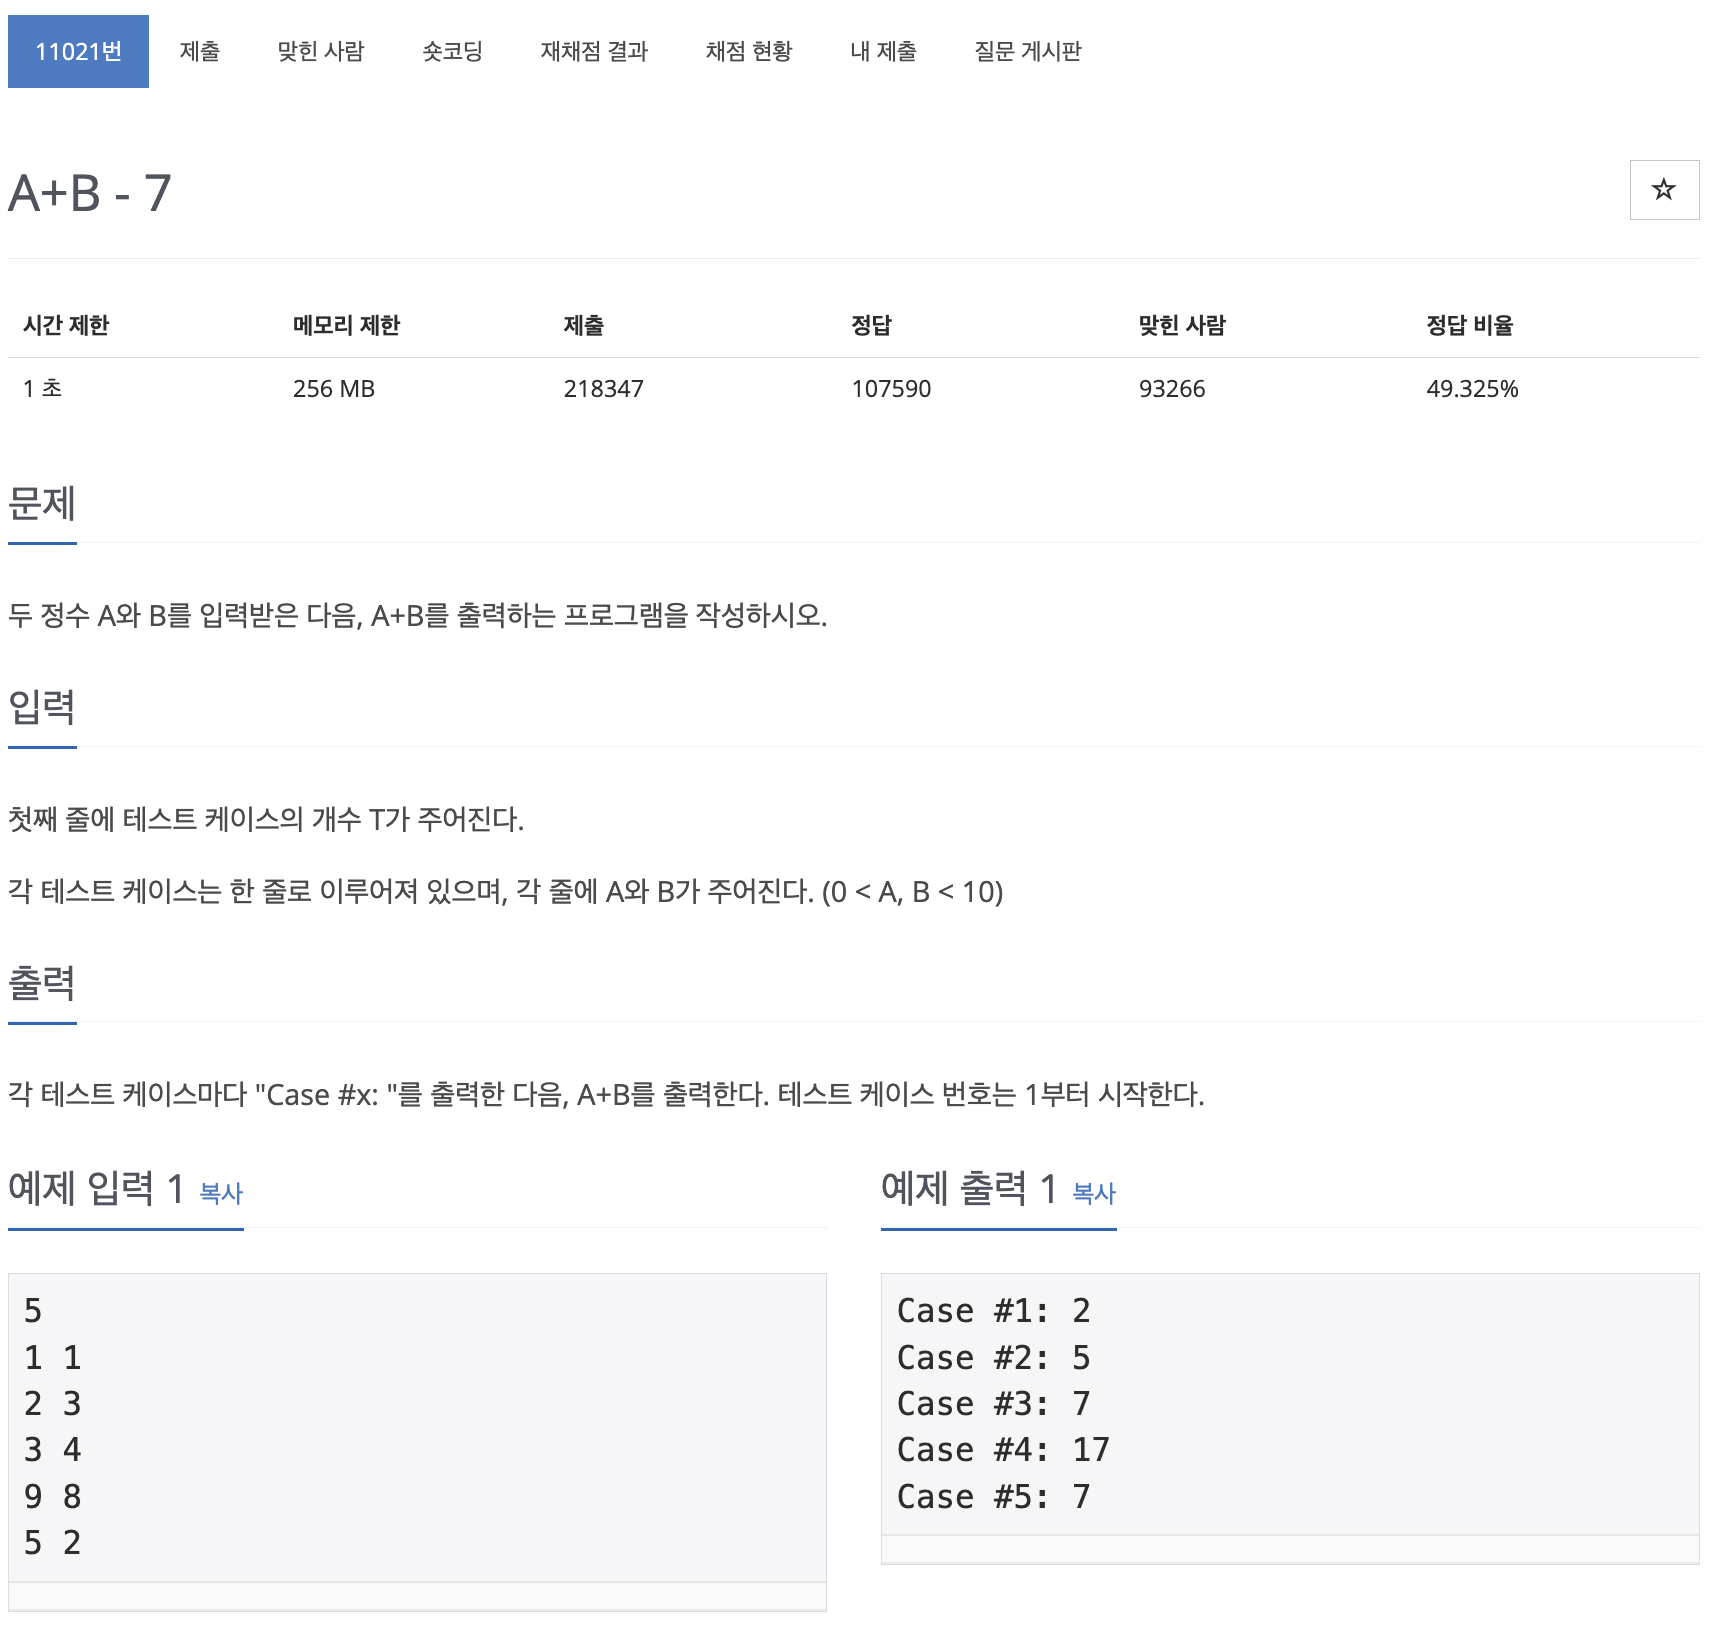 11021번 제출 맞힌 사람 숏코딩 재채점 결과 채점 현황 내 제출 질문 게시판
A+B - 7
시간 제한 메모리 제한 제출 정답 맞힌 사람 정답 비율
1 초 256 MB 218347 107590 93266 49.325%
문제
두 정수 A와 B를 입력받은 다음, A+B를 출력하는 프로그램을 작성하시오.
입력
첫째 줄에 테스트 케이스의 개수 T가 주어진다.
각 테스트 케이스는 한 줄로 이루어져 있으며, 각 줄에 A와 B가 주어진다. (0 < A, B < 10)
출력
각 테스트 케이스마다 "Case #x: "를 출력한 다음, A+B를 출력한다. 테스트 케이스 번호는 1부터 시작한다.
예제 입력 1 복사
5
1 1
2 3
3 4
9 8
5 2
예제 출력 1 복사
Case #1: 2
Case #2: 5
Case #3: 7
Case #4: 17
Case #5: 7